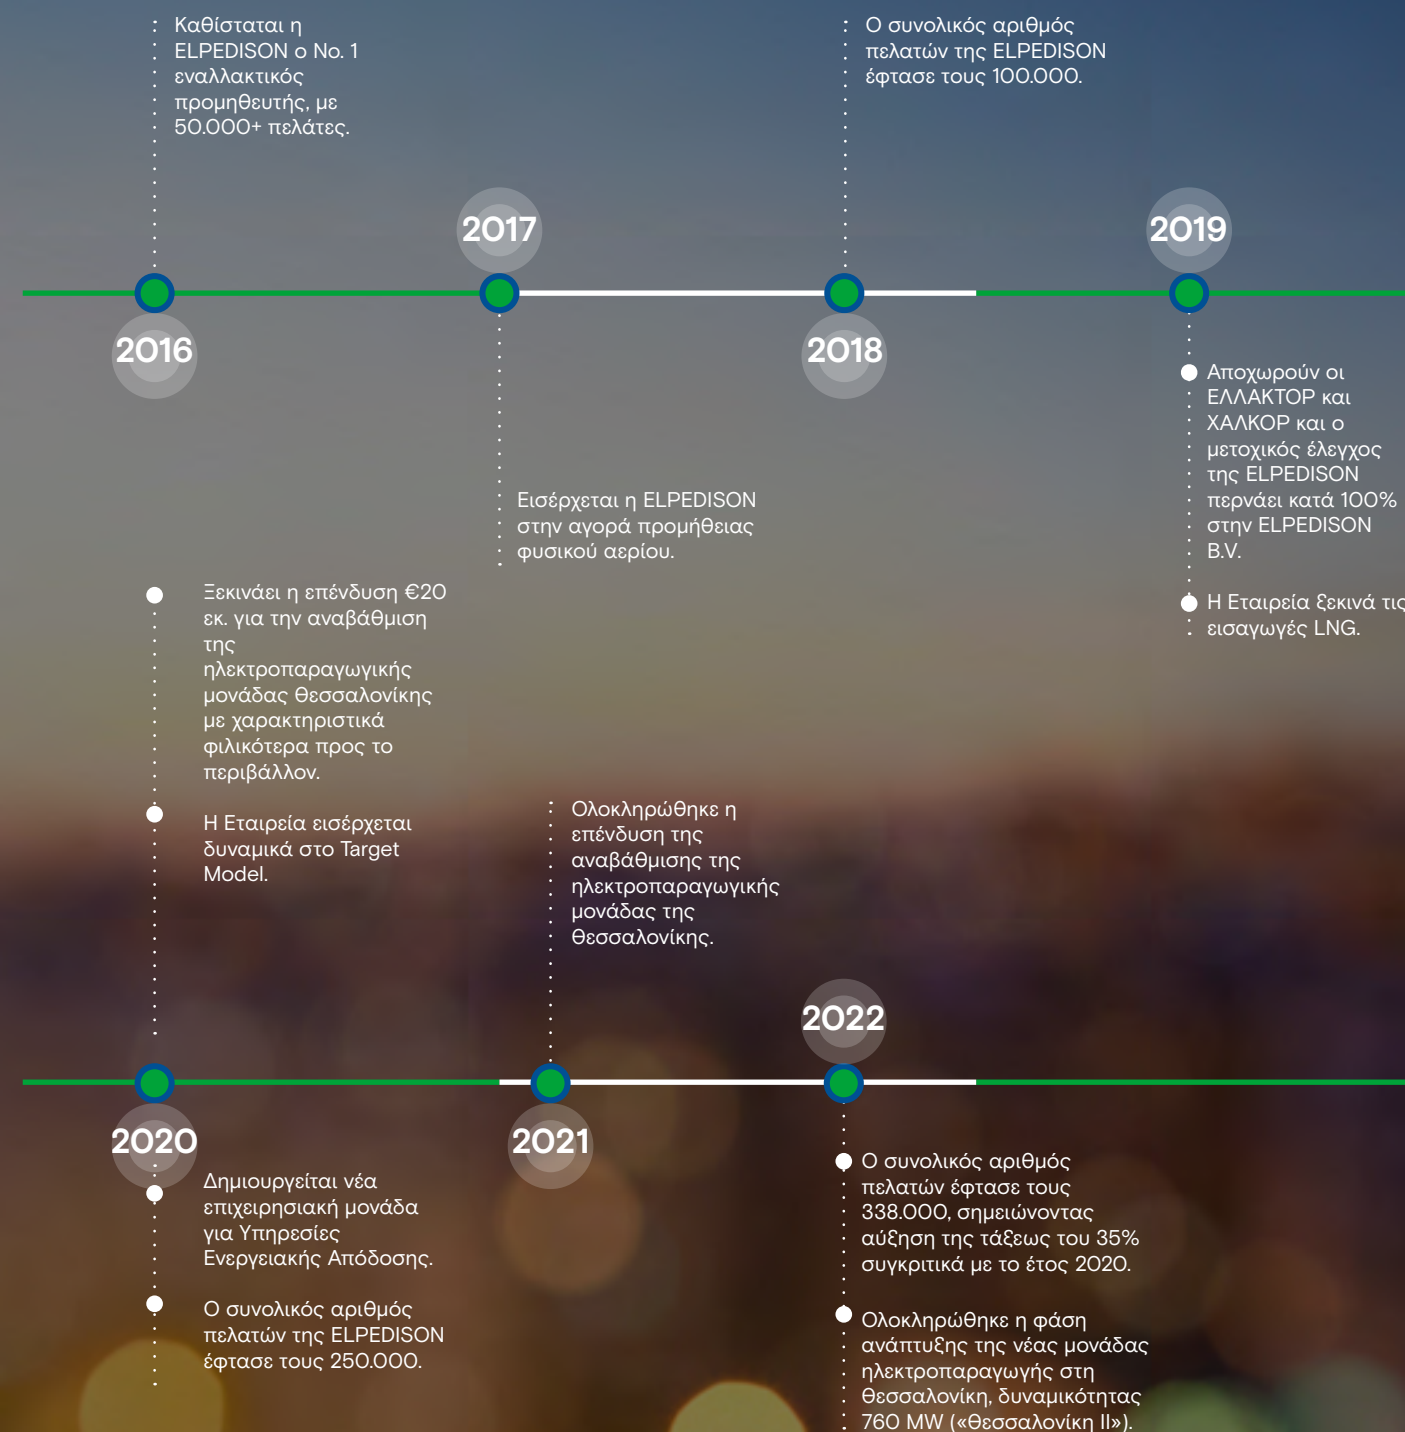 Καθίσταται η
ELPEDISON ο Νο. 1
εναλλακτικός
προμηθευτής, με
50.000+ πελάτες.
2016
2017
Εισέρχεται η ELPEDISON
στην αγορά προμήθειας
φυσικού αερίου.
Ο συνολικός αριθμός
πελατών της ELPEDISON
έφτασε τους 100.000.
2018
2019
Αποχωρούν οι
ΕΛΛΑΚΤΟΡ και
ΧΑΛΚΟΡ και ο
μετοχικός έλεγχος
της ELPEDISON
περνάει κατά 100%
στην ELPEDISON
B.V.
Η Εταιρεία ξεκινά τις
εισαγωγές LNG.
Ξεκινάει η επένδυση €20
εκ. για την αναβάθμιση
της
ηλεκτροπαραγωγικής
μονάδας Θεσσαλονίκης
με χαρακτηριστικά
φιλικότερα προς το
περιβάλλον.
Η Εταιρεία εισέρχεται
δυναμικά στο Target
Model.
2020
Δημιουργείται νέα
επιχειρησιακή μονάδα
για Υπηρεσίες
Ενεργειακής Απόδοσης.
Ο συνολικός αριθμός
πελατών της ELPEDISON
έφτασε τους 250.000.
Ολοκληρώθηκε η
επένδυση της
αναβάθμισης της
ηλεκτροπαραγωγικής
μονάδας της
Θεσσαλονίκης.
2021
2022
Ο συνολικός αριθμός
πελατών έφτασε τους
338.000, σημειώνοντας
αύξηση της τάξεως του 35%
συγκριτικά με το έτος 2020.
Ολοκληρώθηκε η φάση
ανάπτυξης της νέας μονάδας
ηλεκτροπαραγωγής στη
Θεσσαλονίκη, δυναμικότητας
760 MW («Θεσσαλονίκη ΙΙ»).